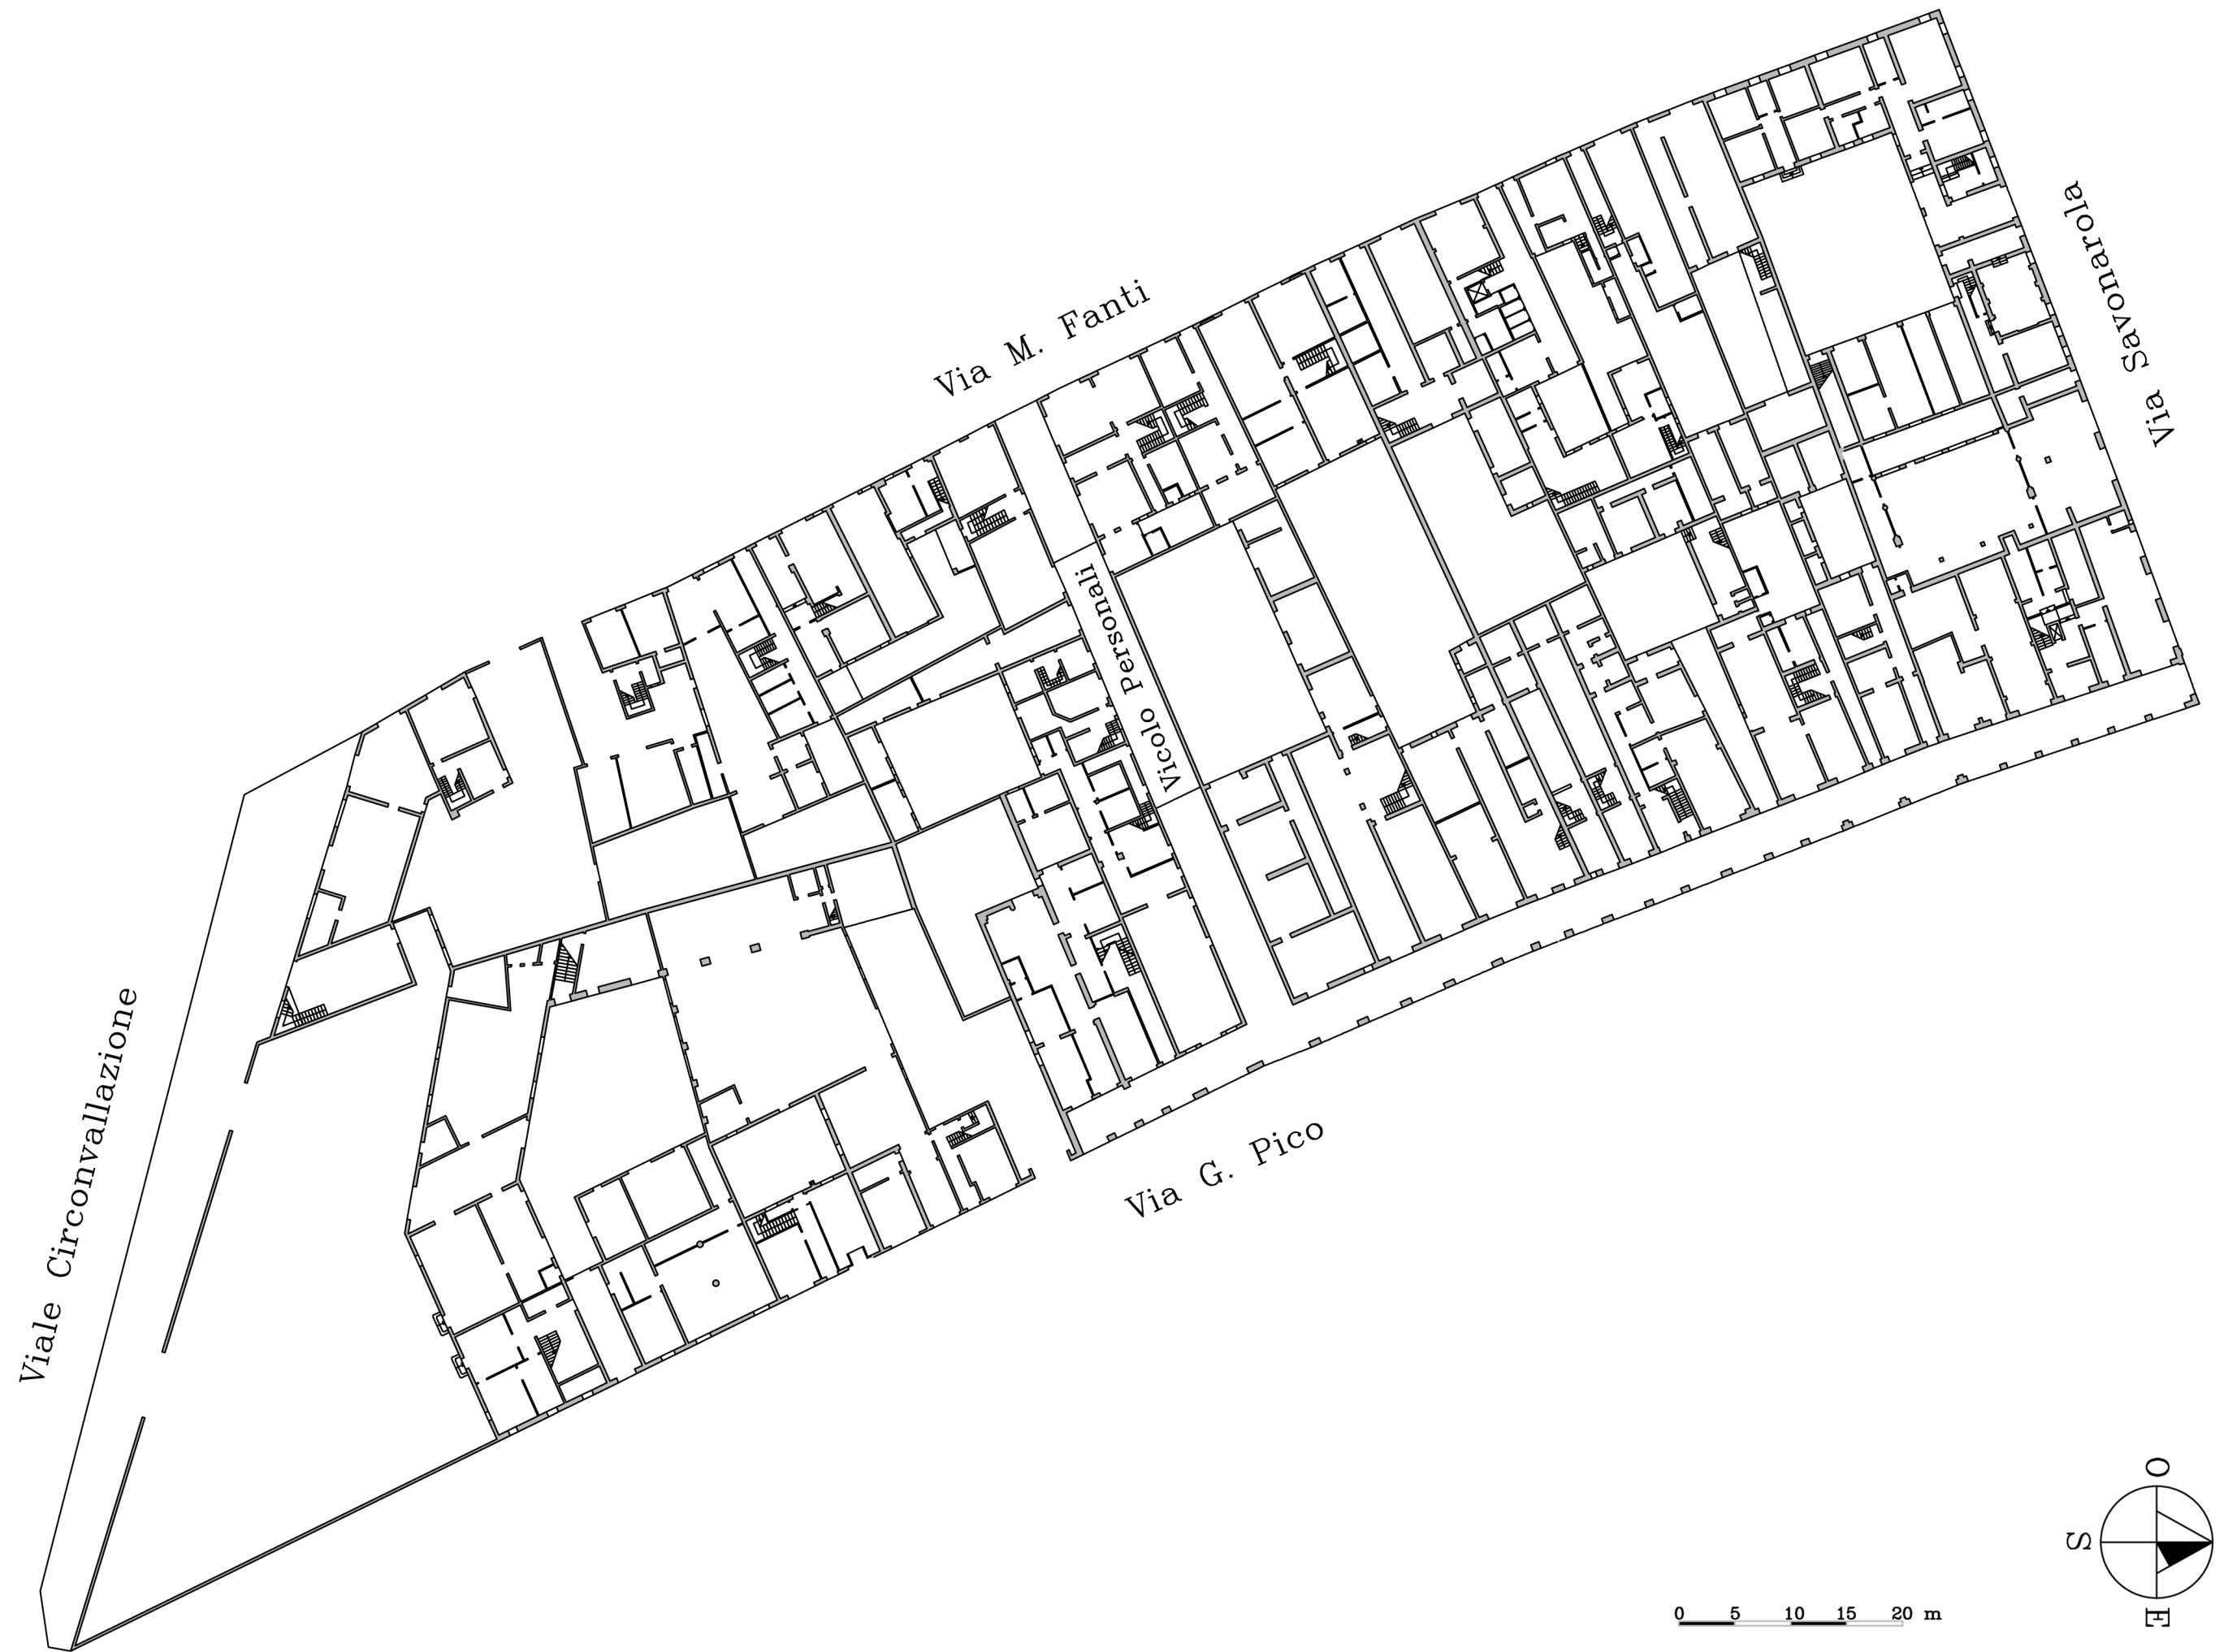 Via M. Fanti
Via Savonarola
Vicolo Personali
Viale Circonvallazione
Via G. Pico
O
S
E
0 5 10 15 20 m